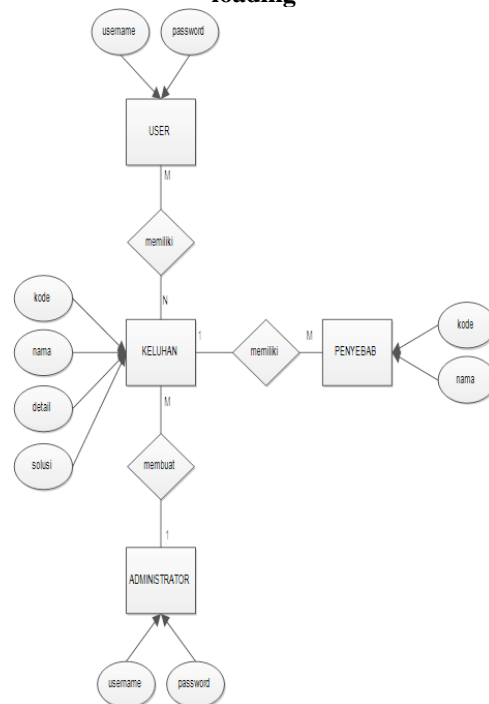 loading
username
password
USER
M
memiliki
N
kode
nama
detail
solusi
KELUHAN
1
memiliki
M
PENYEBAB
kode
nama
M
membuat
1
ADMINISTRATOR
username
password